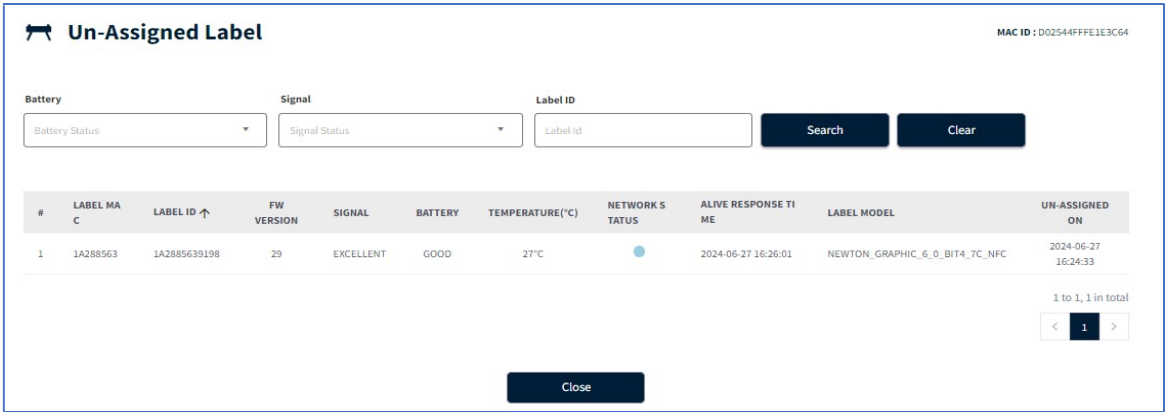 Un-Assigned Label
MAC ID : D02544FFFE1E3C64
Battery
Signal
Label ID
Battery Status
Signal Status
Label Id
Search
Clear
# LABEL MA
C LABEL ID FW
VERSION SIGNAL BATTERY TEMPERATURE(°C) NETWORK S
TATUS ALIVE RESPONSE TI
ME LABEL MODEL UN-ASSIGNED
ON
1 1A288563 1A2885639198 29 EXCELLENT GOOD 27°C 2024-06-27 16:26:01 NEWTON_GRAPHIC_6_0_BIT4_7C_NFC 2024-06-27
16:24:33
1 to 1, 1 in total
< 1 >
Close